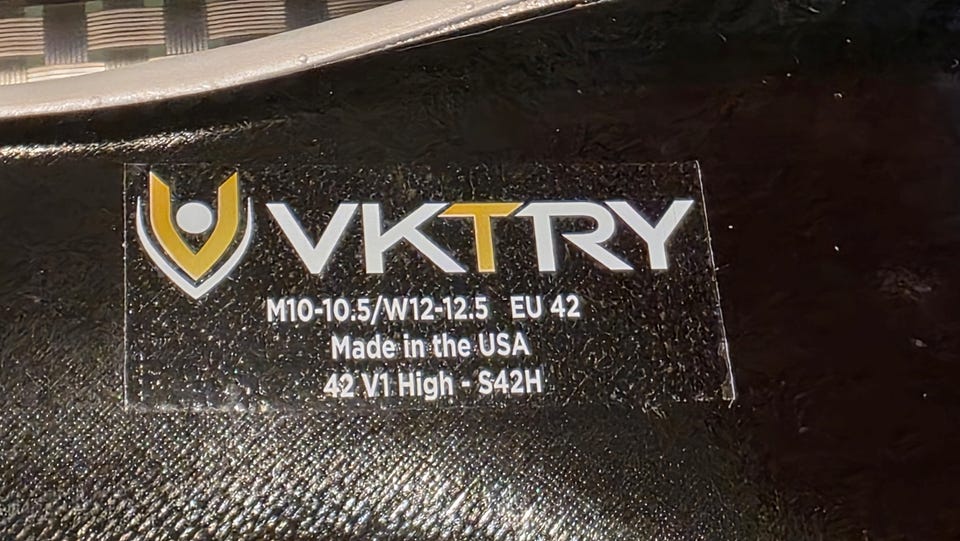 VKTRY
M10-10.5/W12-12.5 EU 42
Made in the USA
42 V1 High - S42H